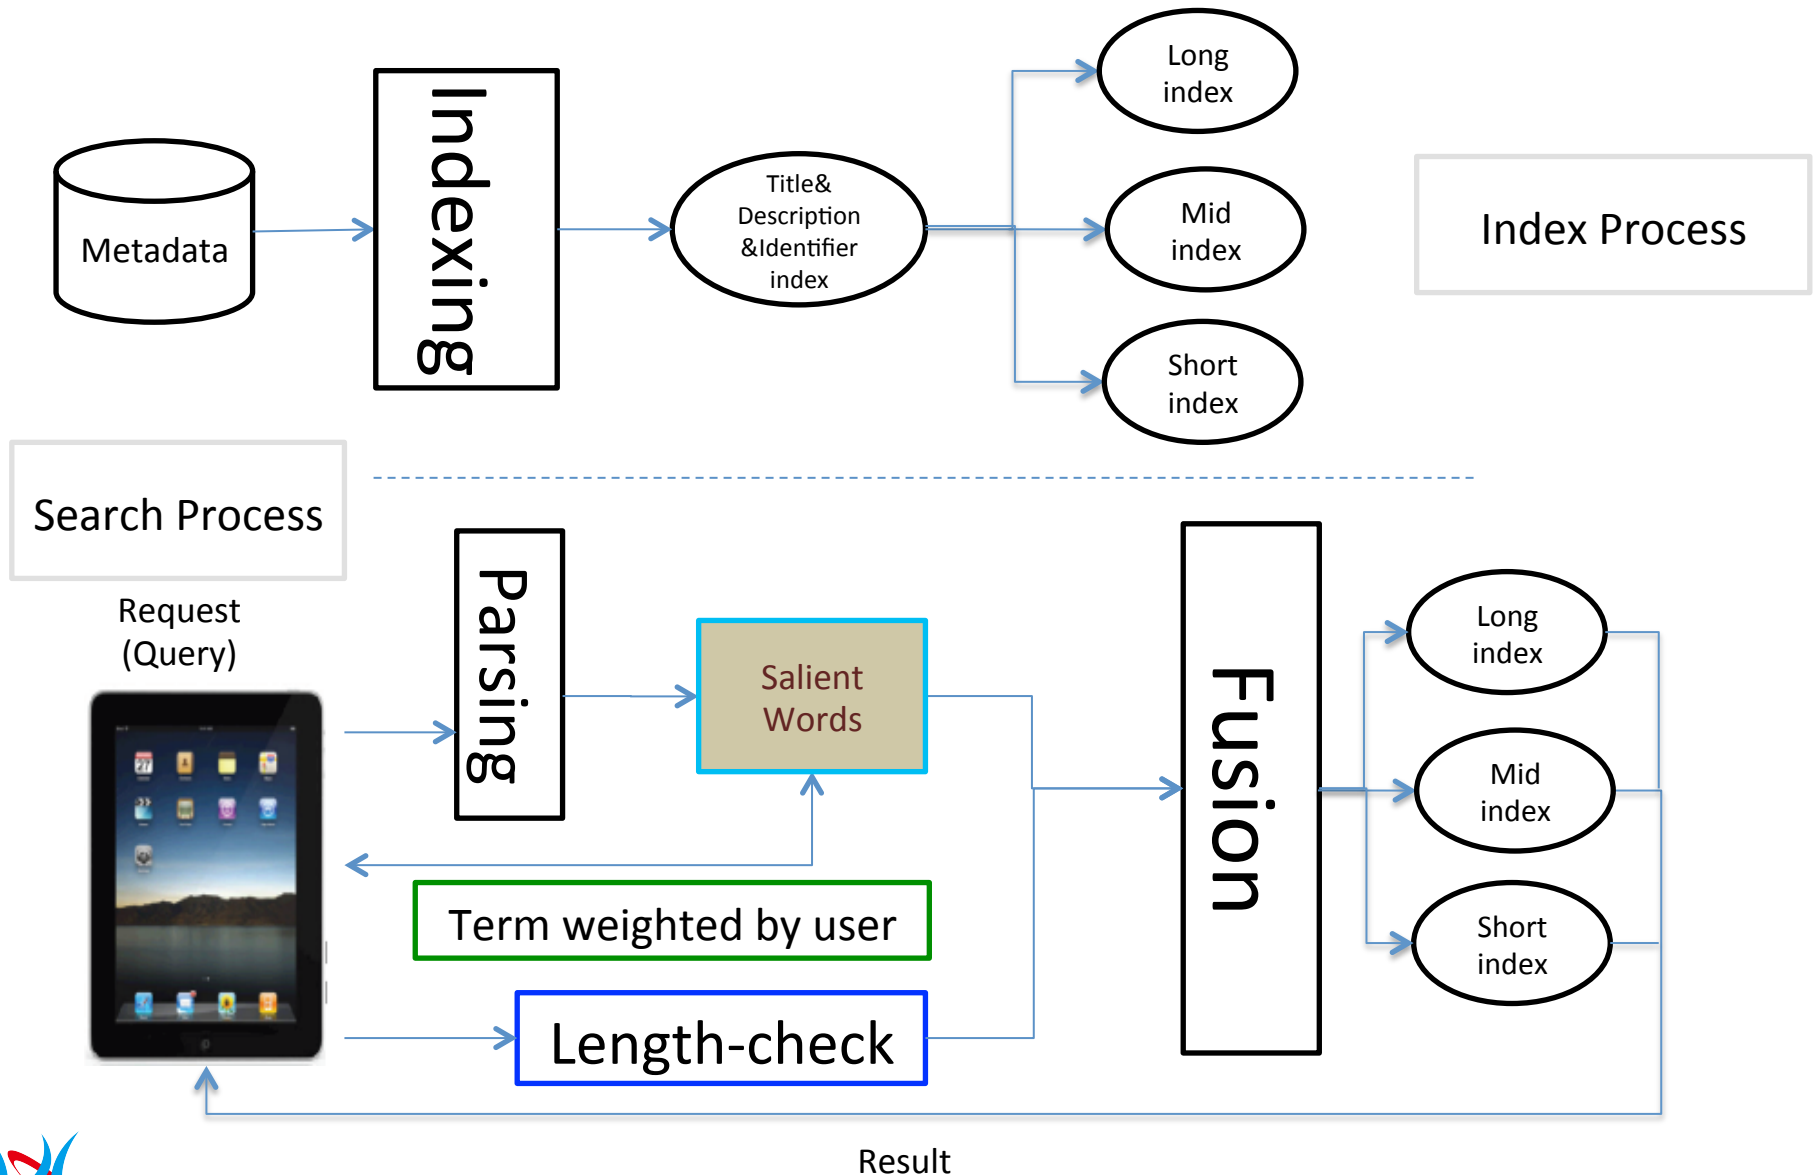 Long
index
Metadata
Indexing
Title&
Description
&Identifier
index
Mid
index
Index Process
Short
index
Search Process
Request
(Query)
Parsing
Salient
Words
Term weighted by user
Length-check
Fusion
Long
index
Mid
index
Short
index
Result